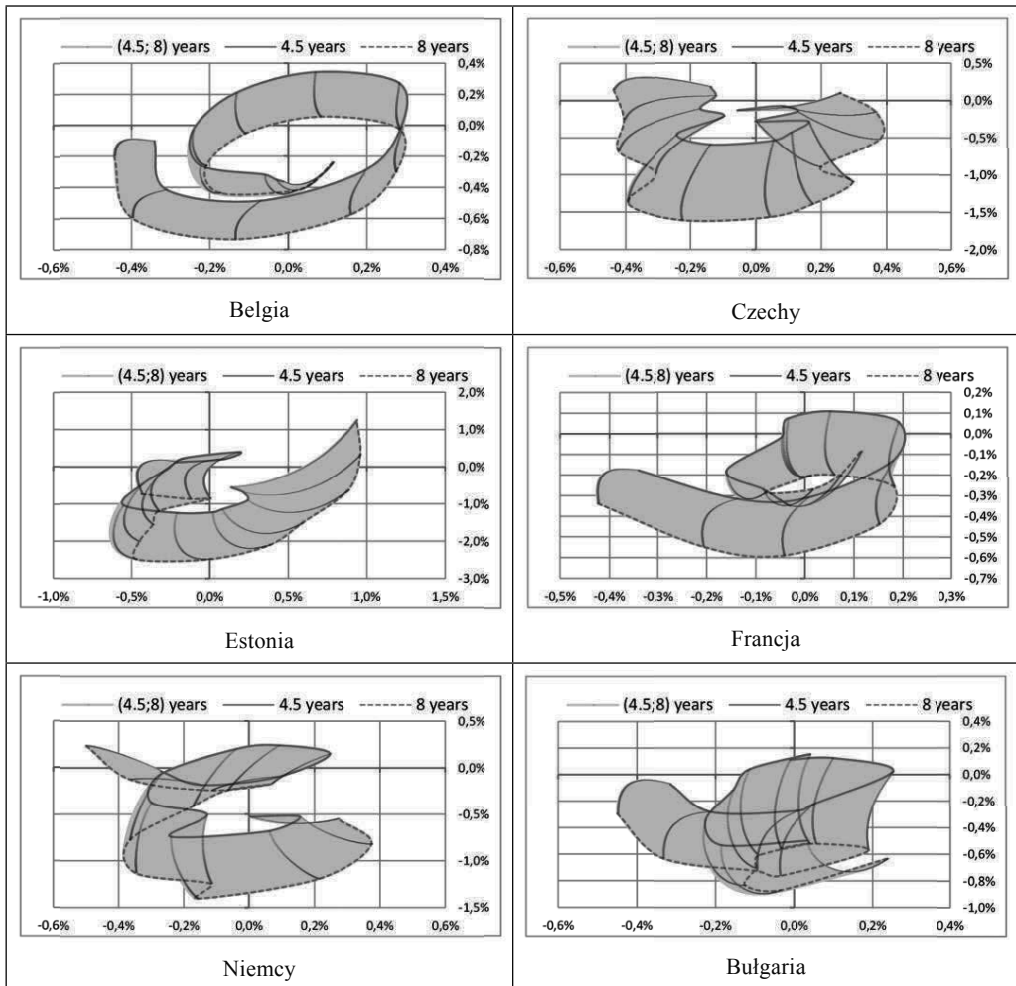 (4.5; 8) years 4.5 years 8 years
0,4%
0,2%
0,0%
-0,2%
-0,4%
-0,6%
-0,8%
-0,6% -0,4% -0,2% 0,0% 0,2% 0,4%
Belgia
(4.5; 8) years 4.5 years 8 years
0,5%
0,0%
-0,5%
-1,0%
-1,5%
-2,0%
-0,6% -0,4% -0,2% 0,0% 0,2% 0,4% 0,6%
Czechy
(4.5;8) years 4.5 years 8 years
2,0%
1,0%
0,0%
-1,0%
-2,0%
-3,0%
-1,0% -0,5% 0,0% 0,5% 1,0% 1,5%
Estonia
(4.5;8) years 4.5 years 8 years
0,2%
0,1%
0,0%
-0,1%
-0,2%
-0,3%
-0,4%
-0,5%
-0,6%
-0,7%
-0,5% -0,4% -0.3% -0,2% -0,1% 0,0% 0,1% 0,2% 0,3%
Francja
(4.5;8) years 4.5 years 8 years
0,5%
0,0%
-0,5%
-1,0%
-1,5%
-0,6% -0,4% -0,2% 0,0% 0,2% 0,4% 0,6%
Niemcy
(4.5;8) years 4.5 years 8 years
0,4%
0,2%
0,0%
-0,2%
-0,4%
-0,6%
-0,8%
-1,0%
-0,6% -0,4% -0,2% 0,0% 0,2% 0,4%
Bułgaria